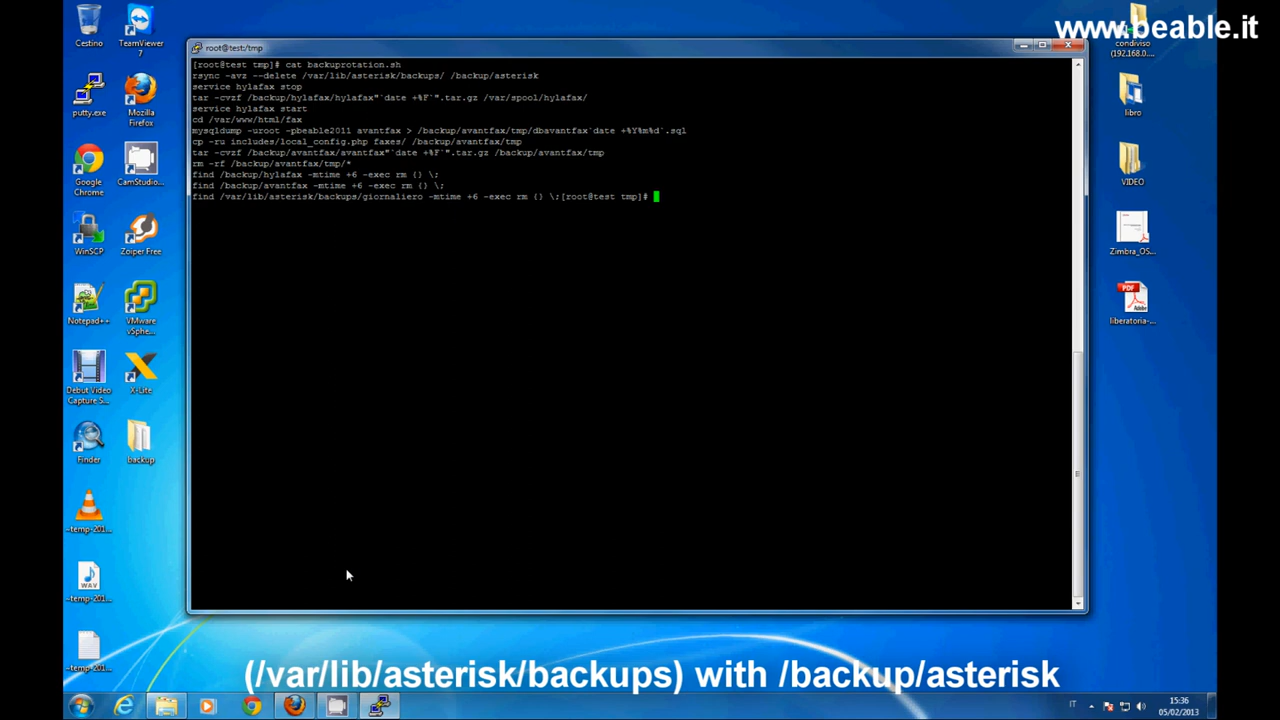 www.beable.it
Cestino
TeamViewer
7
condiviso
(192.168.0....
root@test:/tmp
[root@test tmp]# cat backuprotation.sh
rsync -avz --delete /var/lib/asterisk/backups/ /backup/asterisk
service hylafax stop
tar -cvzf /backup/hylafax/hylafax"`date +%F`".tar.gz /var/spool/hylafax/
service hylafax start
cd /var/www/html/fax
mysqldump -uroot -pbeable2011 avantfax > /backup/avantfax/tmp/dbavantfax`date +%Y%m%d`.sql
cp -ru includes/local_config.php faxes/ /backup/avantfax/tmp
tar -cvzf /backup/avantfax/avantfax"`date +%F`".tar.gz /backup/avantfax/tmp
rm -rf /backup/avantfax/tmp/*
find /backup/hylafax -mtime +6 -exec rm {} \;
find /backup/avantfax -mtime +6 -exec rm {} \;
find /var/lib/asterisk/backups/giornaliero -mtime +6 -exec rm {} \;[root@test tmp]#
putty.exe
Mozilla
Firefox
libro
Google
Chrome
CamStudio...
VIDEO
WinSCP
Zoiper Free
Zimbra_OS...
Notepad++
VMware
vSphe...
PDF
Adobe
liberatoria-...
Debut Video
Capture S...
X-Lite
Finder
backup
~temp-201...
WAV
~temp-201...
~temp-201...
(/var/lib/asterisk/backups) with /backup/asterisk
IT
15:36
05/02/2013